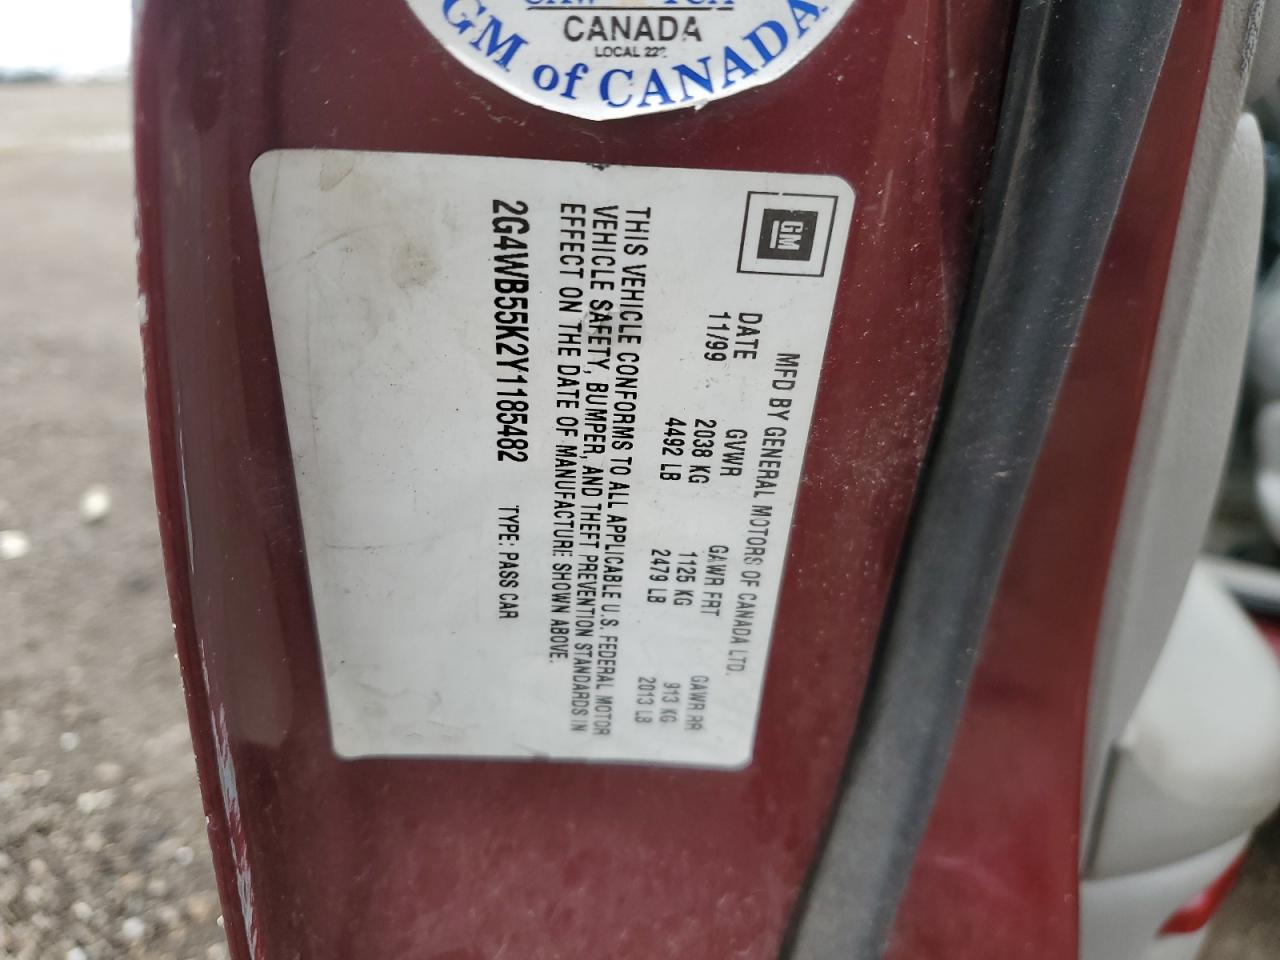 CANADA
LOCAL 222
GM of CANADA
GM
MFD BY GENERAL MOTORS OF CANADA LTD.
DATE GVWR GAWR FRT GAWR RR
11/99 2038 KG 1125 KG 913 KG
4492 LB 2479 LB 2013 LB
THIS VEHICLE CONFORMS TO ALL APPLICABLE U.S. FEDERAL MOTOR
VEHICLE SAFETY, BUMPER, AND THEFT PREVENTION STANDARDS IN
EFFECT ON THE DATE OF MANUFACTURE SHOWN ABOVE.
2G4WB55K2Y1185482 TYPE: PASS CAR